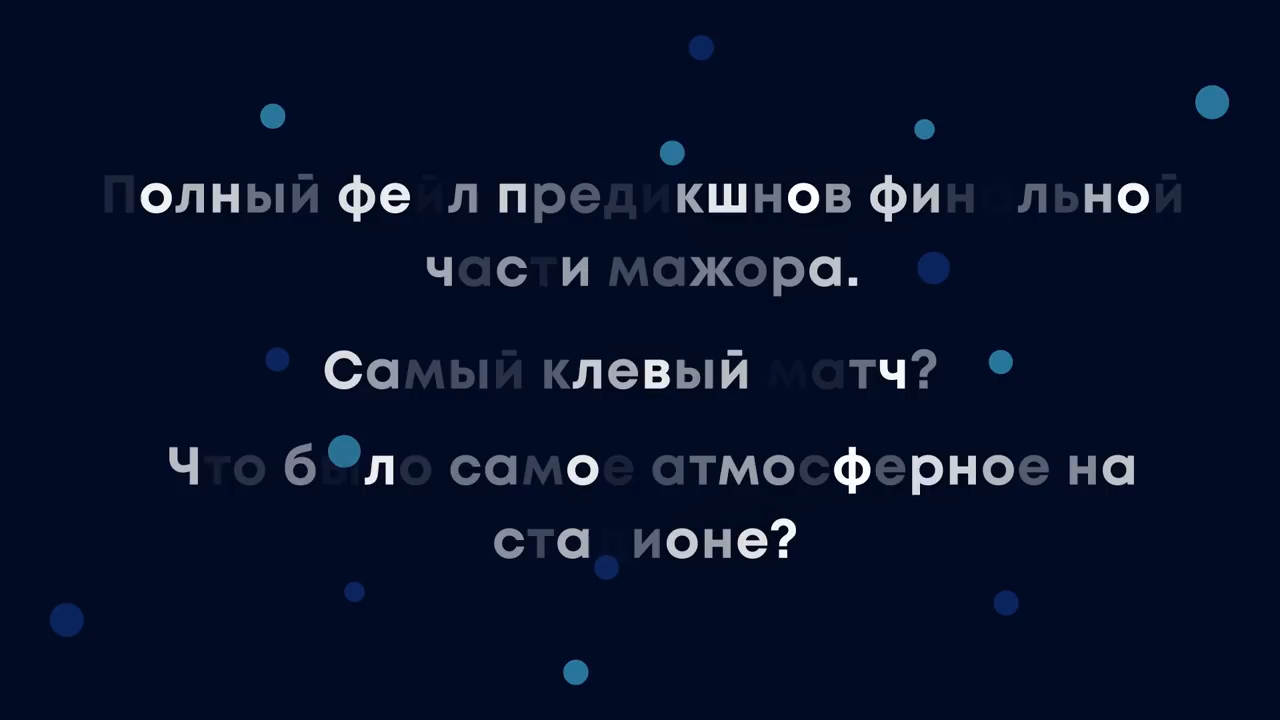 Полный фейл предикшнов финальной
части мажора.
Самый клевый матч?
Что было самое атмосферное на
стадионе?